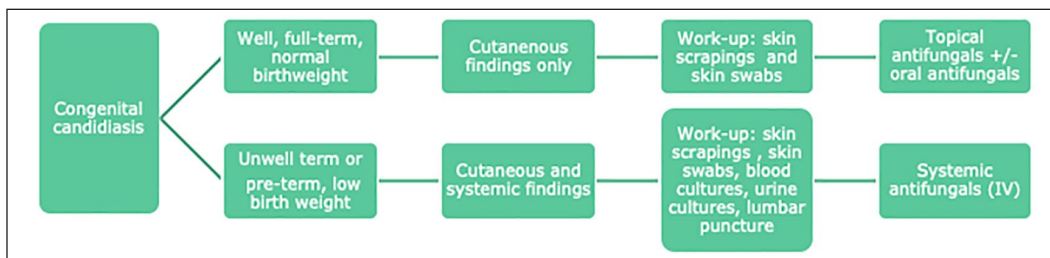 Congenital
candidiasis
Well, full-term,
normal
birthweight
Cutanenous
findings only
Work-up: skin
scrapings and
skin swabs
Topical
antifungals +/-
oral antifungals
Unwell term or
pre-term, low
birth weight
Cutaneous and
systemic findings
Work-up: skin
scrapings , skin
swabs, blood
cultures, urine
cultures, lumbar
puncture
Systemic
antifungals (IV)